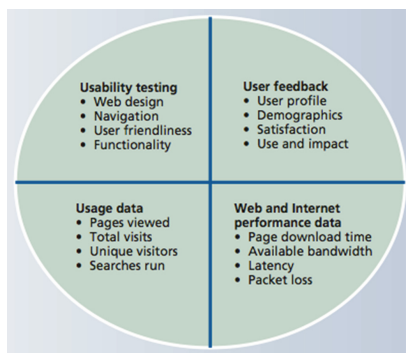 Usability testing
• Web design
• Navigation
• User friendliness
• Functionality
User feedback
• User profile
• Demographics
• Satisfaction
• Use and impact
Usage data
• Pages viewed
• Total visits
• Unique visitors
• Searches run
Web and Internet
performance data
• Page download time
• Available bandwidth
• Latency
• Packet loss